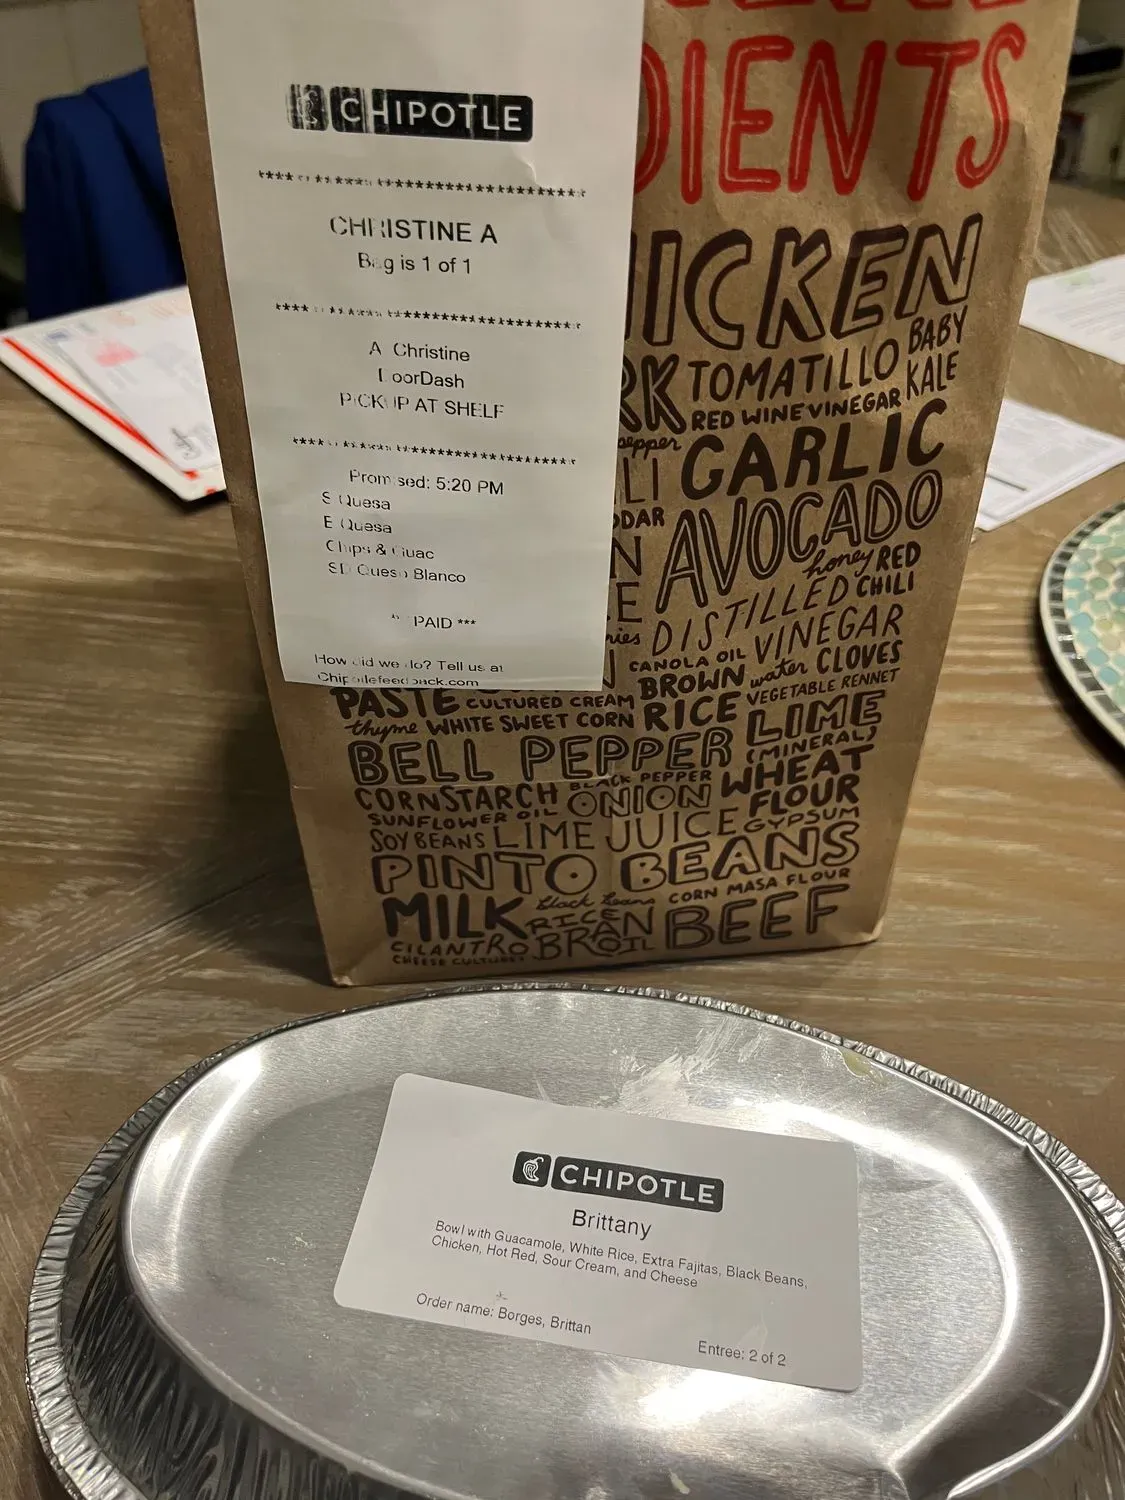 CHIPOTLE
CHRISTINE A
Bag is 1 of 1
A Christine
DoorDash
PICKUP AT SHELF
Promised: 5:20 PM
S Quesa
E Quesa
Chips & Guac
SD Queso Blanco
PAID ***
How did we do? Tell us at
Chipotlefeedback.com
DIENTS
ICKEN
TOMATILLO
BABY
KALE
RED WINE VINEGAR
pepper
GARLIC
DAR
AVOCADO
honey RED
CHILI
DISTILLED
VINEGAR
CANOLA OIL
BROWN
RICE
water CLOVES
VEGETABLE RENNET
PASTE CULTURED CREAM
thyme WHITE SWEET CORN
LIME
(MINERAL)
BELL PEPPER
BLACK PEPPER
WHEAT
FLOUR
CORNSTARCH
ONION
SUNFLOWER OIL
GYPSUM
SOYBEANS LIME JUICE
PINTO BEANS
CORN MASA FLOUR
MILK
black beans
RICE
BRAN
OIL
BEEF
CILANTRO
CHEESE CULTURES
CHIPOTLE
Brittany
Bowl with Guacamole, White Rice, Extra Fajitas, Black Beans,
Chicken, Hot Red, Sour Cream, and Cheese
Order name: Borges, Brittan
Entree: 2 of 2